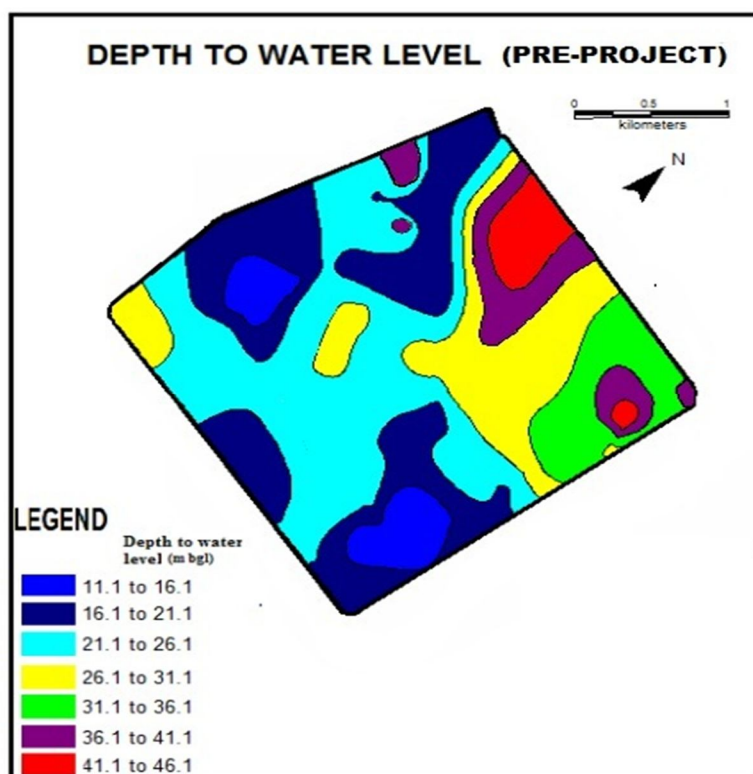 DEPTH TO WATER LEVEL (PRE-PROJECT)
0 0.5 1
kilometers
N
LEGEND
Depth to water
level (m bgl)
11.1 to 16.1
16.1 to 21.1
21.1 to 26.1
26.1 to 31.1
31.1 to 36.1
36.1 to 41.1
41.1 to 46.1